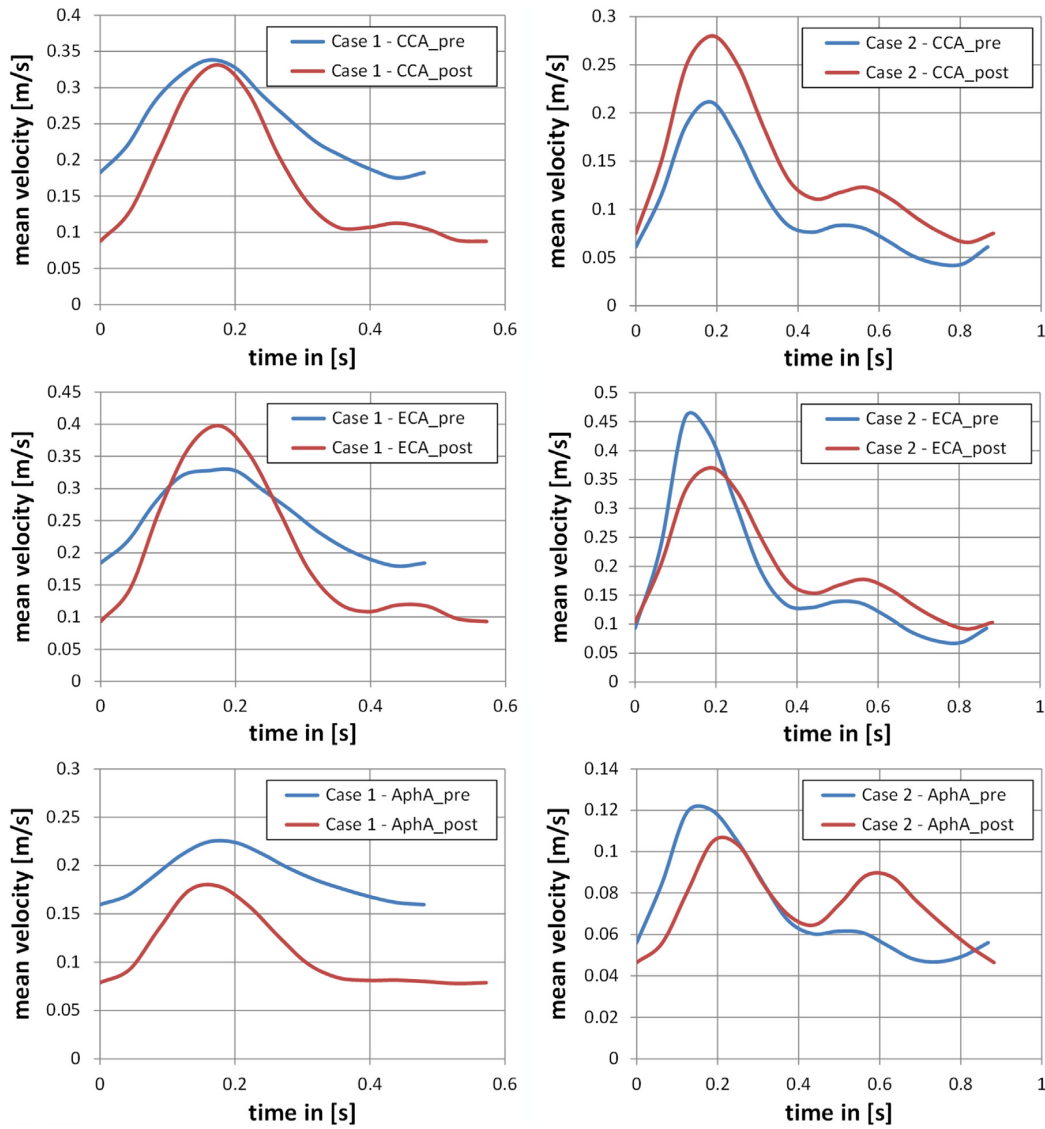 0.4
0.35
0.3
0.25
0.2
0.15
0.1
0.05
0
mean velocity [m/s]
Case 1 - CCA_pre
Case 1 - CCA_post
0 0.2 0.4 0.6
time in [s]
0.3
0.25
0.2
0.15
0.1
0.05
0
mean velocity [m/s]
Case 2 - CCA_pre
Case 2 - CCA_post
0 0.2 0.4 0.6 0.8 1
time in [s]
0.45
0.4
0.35
0.3
0.25
0.2
0.15
0.1
0.05
0
mean velocity [m/s]
Case 1 - ECA_pre
Case 1 - ECA_post
0 0.2 0.4 0.6
time in [s]
0.5
0.45
0.4
0.35
0.3
0.25
0.2
0.15
0.1
0.05
0
mean velocity [m/s]
Case 2 - ECA_pre
Case 2 - ECA_post
0 0.2 0.4 0.6 0.8 1
time in [s]
0.3
0.25
0.2
0.15
0.1
0.05
0
mean velocity [m/s]
Case 1 - AphA_pre
Case 1 - AphA_post
0 0.2 0.4 0.6
time in [s]
0.14
0.12
0.1
0.08
0.06
0.04
0.02
0
mean velocity [m/s]
Case 2 - AphA_pre
Case 2 - AphA_post
0 0.2 0.4 0.6 0.8 1
time in [s]